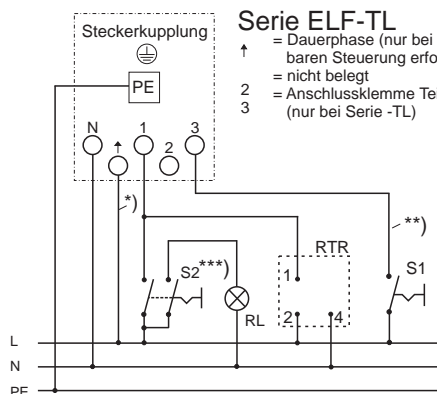 Serie ELF-TL
Steckerkupplung
↑ = Dauerphase (nur bei
baren Steuerung erfo
= nicht belegt
2 = Anschlussklemme Te
3 (nur bei Serie -TL)
PE
N ↑ 1 2 3
*)
**)
S2 ***)
RTR
S1
1
RL
2 4
L
N
PE